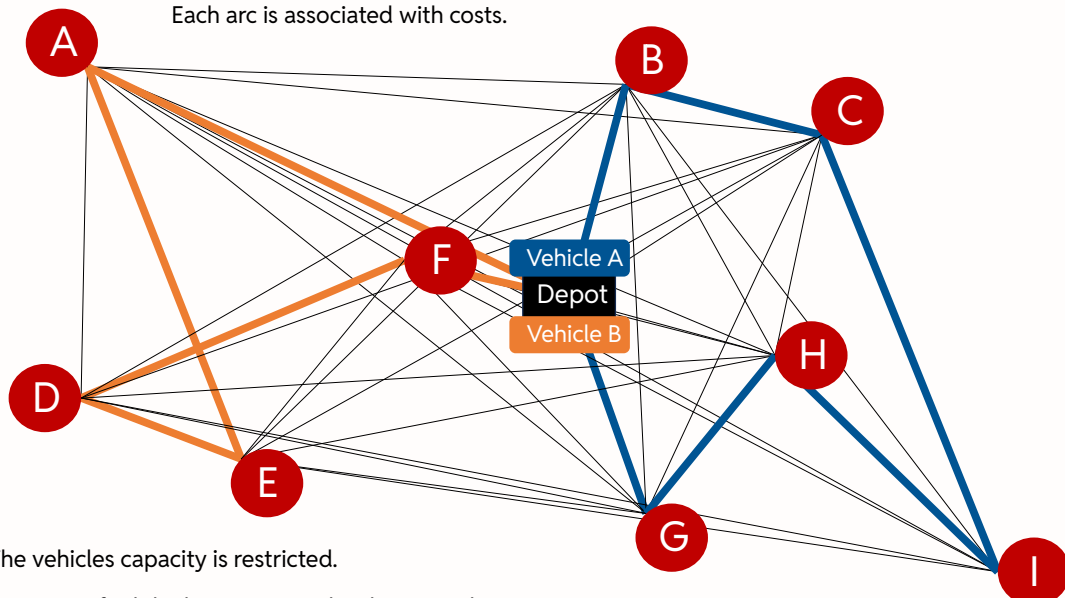 Each arc is associated with costs.
A
B
C
F
Vehicle A
Depot
Vehicle B
H
D
E
G
I
he vehicles capacity is restricted.